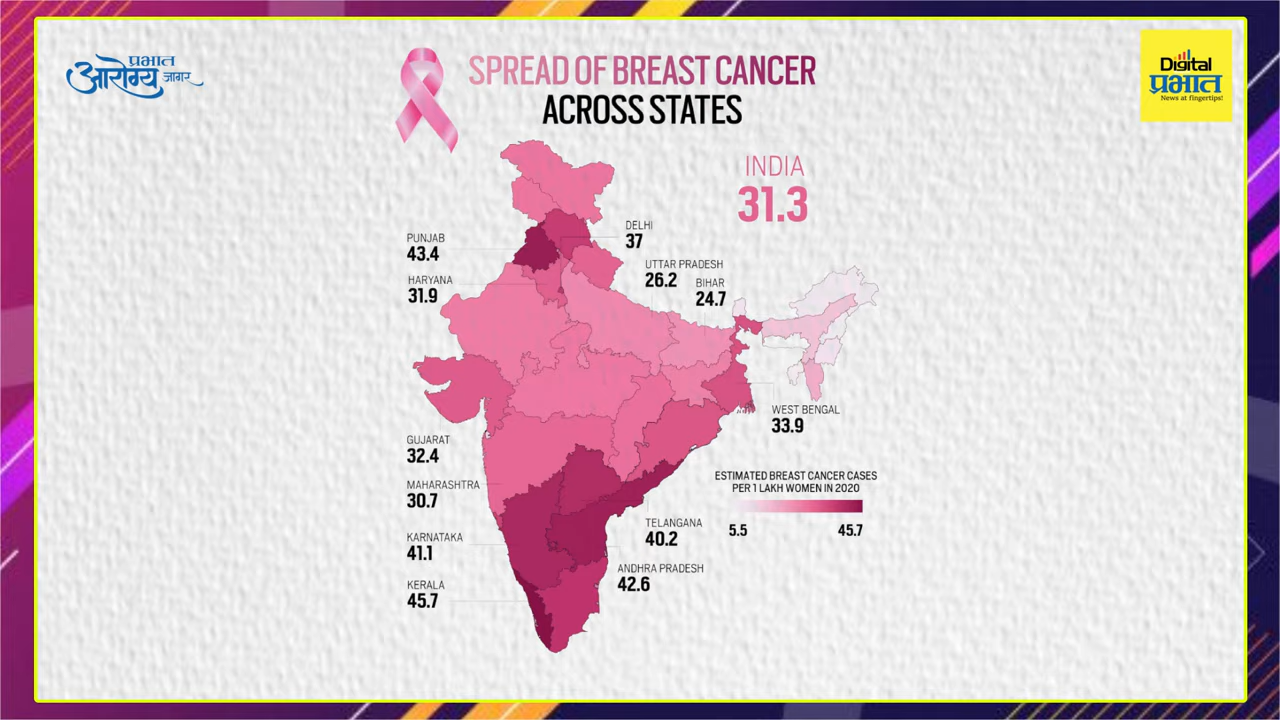 प्रभात
आरोग्य जागर
Digital
प्रभात
News at fingertips!
SPREAD OF BREAST CANCER
ACROSS STATES
INDIA
31.3
PUNJAB
43.4
HARYANA
31.9
DELHI
37
UTTAR PRADESH
26.2
BIHAR
24.7
WEST BENGAL
33.9
GUJARAT
32.4
MAHARASHTRA
30.7
KARNATAKA
41.1
KERALA
45.7
TELANGANA
40.2
ANDHRA PRADESH
42.6
ESTIMATED BREAST CANCER CASES
PER 1 LAKH WOMEN IN 2020
5.5 45.7